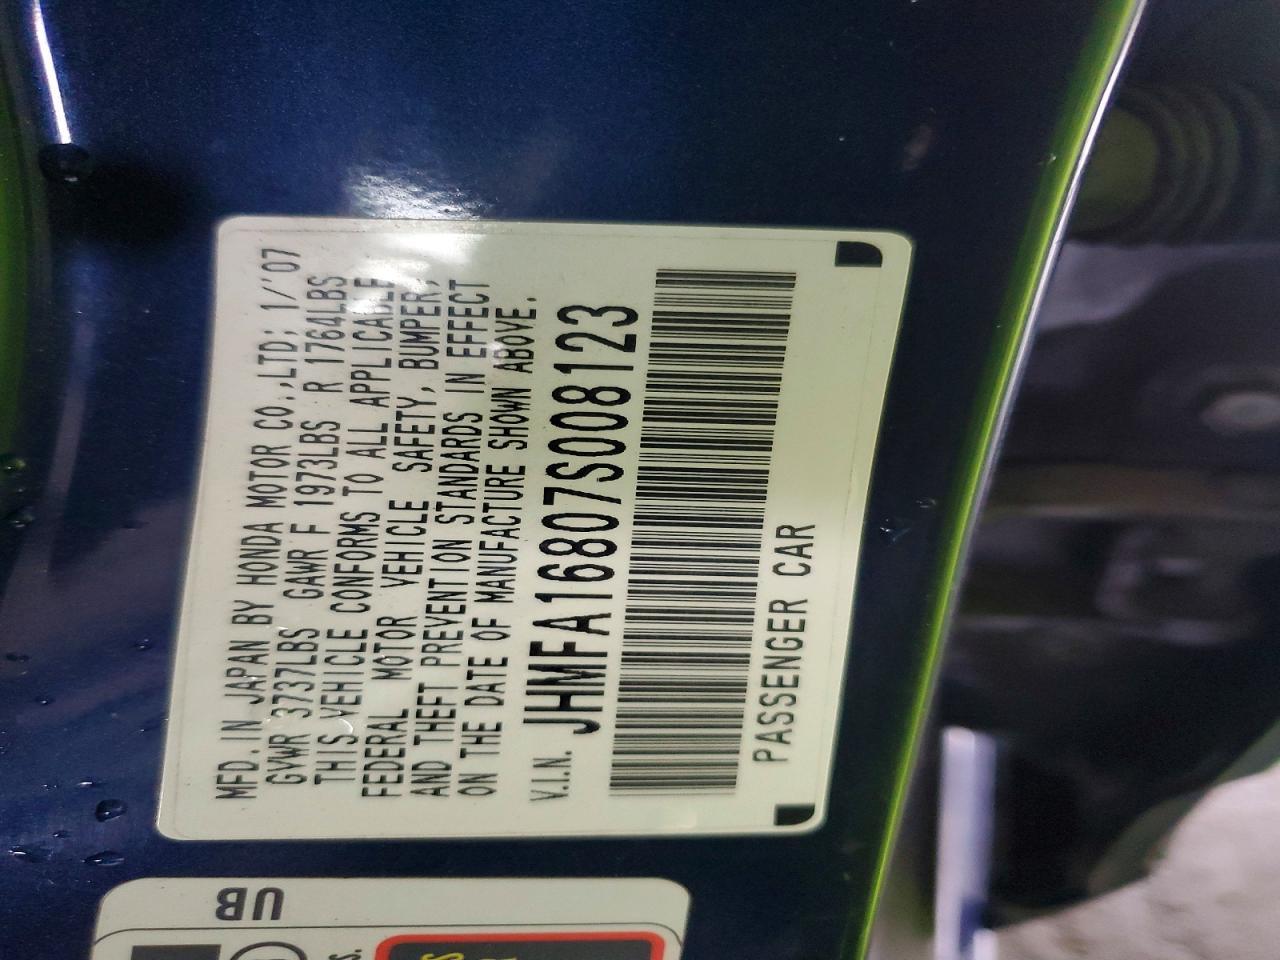 MFD. IN JAPAN BY HONDA MOTOR CO.,LTD: 1/'07
GVWR 3737LBS GAWR F 1973LBS R 1764LBS
THIS VEHICLE CONFORMS TO ALL APPLICABLE
FEDERAL MOTOR VEHICLE SAFETY, BUMPER,
AND THEFT PREVENTION STANDARDS IN EFFECT
ON THE DATE OF MANUFACTURE SHOWN ABOVE.
V.I.N. JHMFA16807S008123
PASSENGER CAR
UB